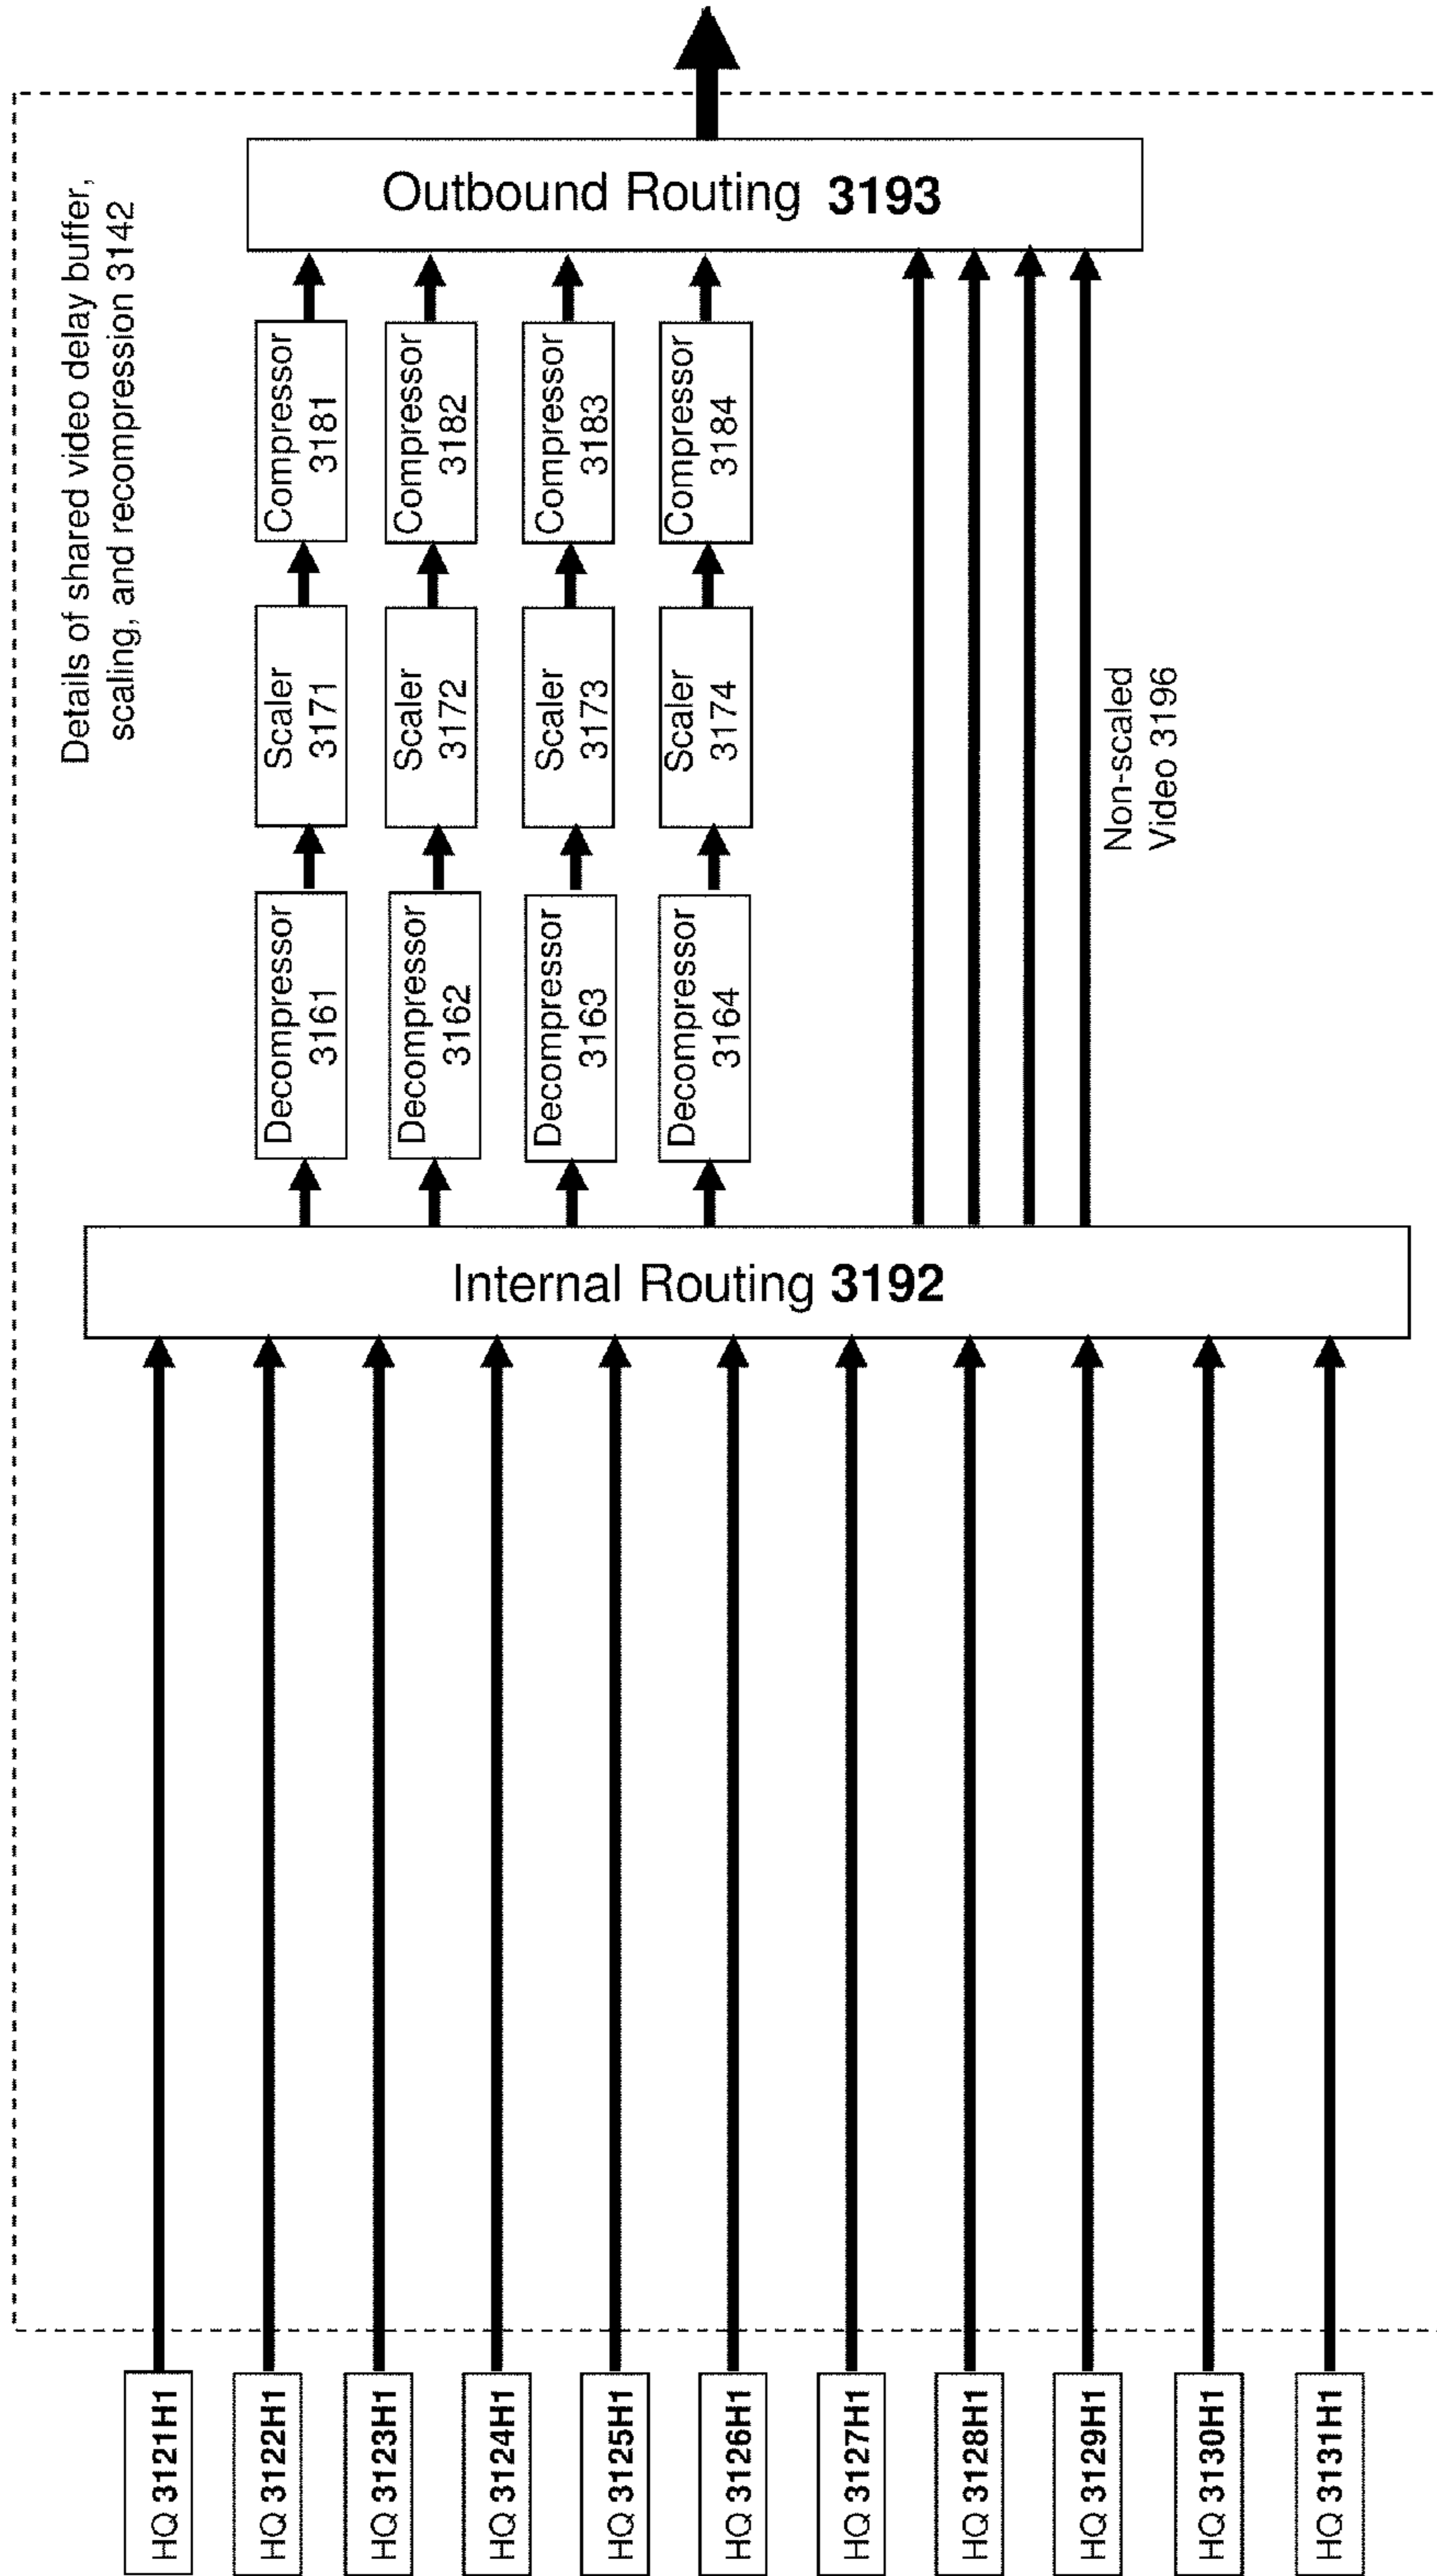 Details of shared video delay buffer,
scaling, and recompression 3142
HQ 3121H1
HQ 3122H1
HQ 3123H1
HQ 3124H1
HQ 3125H1
HQ 3126H1
HQ 3127H1
HQ 3128H1
HQ 3129H1
HQ 3130H1
HQ 3131H1
Internal Routing 3192
Decompressor
3161
Scaler
3171
Compressor
3181
Decompressor
3162
Scaler
3172
Compressor
3182
Decompressor
3163
Scaler
3173
Compressor
3183
Decompressor
3164
Scaler
3174
Compressor
3184
Non-scaled
Video 3196
Outbound Routing 3193